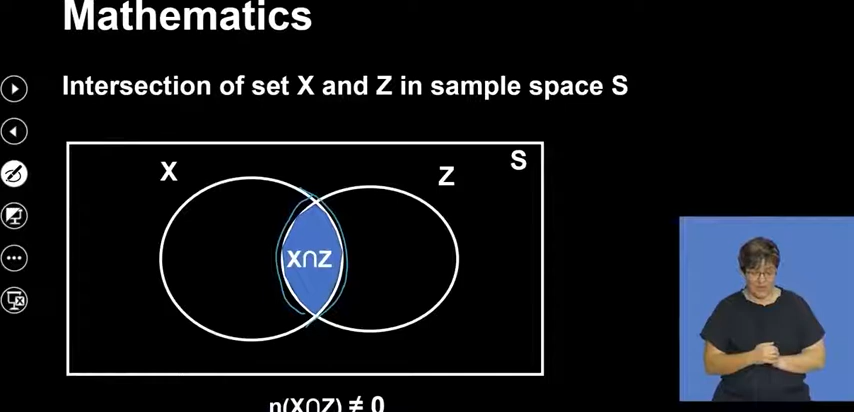 Mathematics
Intersection of set X and Z in sample space S
S
X
Z
X∩Z
n(X∩Z) ≠ 0